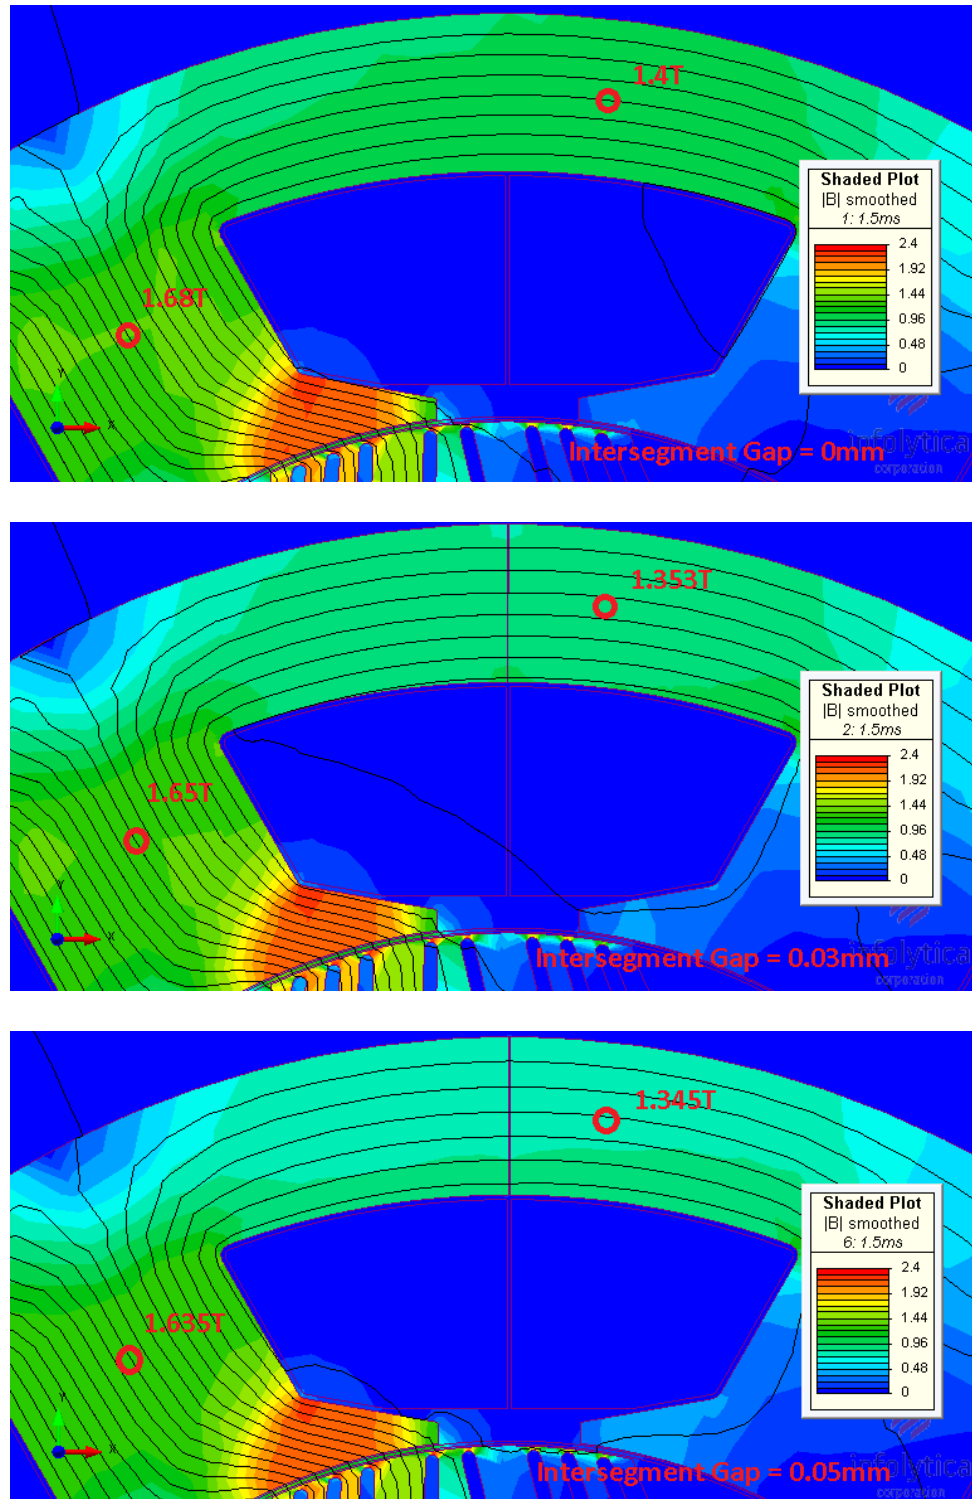 1.4T
Shaded Plot
|B| smoothed
1: 1.5ms
2.4
1.92
1.44
0.96
0.48
0
1.68T
Y
X
Intersegment Gap = 0mm
infolytica
corporation
1.353T
Shaded Plot
|B| smoothed
2: 1.5ms
2.4
1.92
1.44
0.96
0.48
0
1.65T
Y
X
Intersegment Gap = 0.03mm
infolytica
corporation
1.345T
Shaded Plot
|B| smoothed
6: 1.5ms
2.4
1.92
1.44
0.96
0.48
0
1.635T
Y
X
Intersegment Gap = 0.05mm
infolytica
corporation